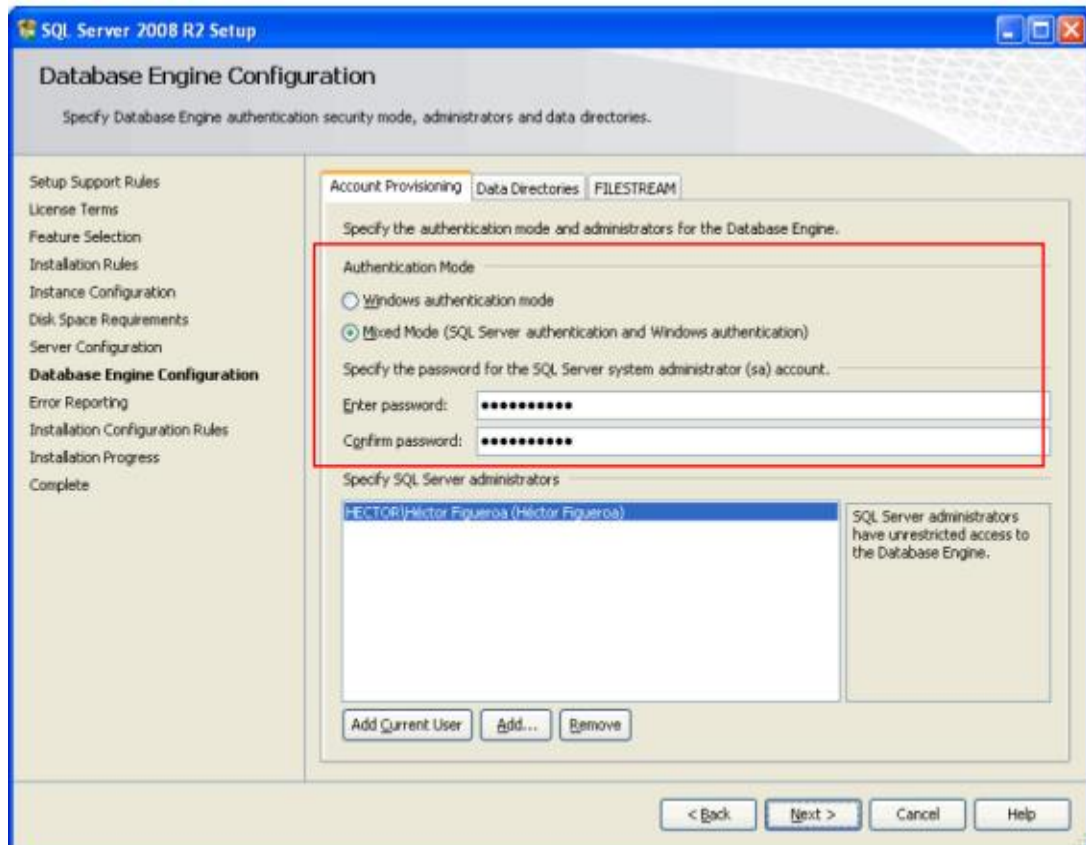 SQL Server 2008 R2 Setup
Database Engine Configuration
Specify Database Engine authentication security mode, administrators and data directories.
Setup Support Rules
License Terms
Feature Selection
Installation Rules
Instance Configuration
Disk Space Requirements
Server Configuration
Database Engine Configuration
Error Reporting
Installation Configuration Rules
Installation Progress
Complete
Account Provisioning Data Directories FILESTREAM
Specify the authentication mode and administrators for the Database Engine.
Authentication Mode
Windows authentication mode
Mixed Mode (SQL Server authentication and Windows authentication)
Specify the password for the SQL Server system administrator (sa) account.
Enter password: ●●●●●●●●●●
Confirm password: ●●●●●●●●●●
Specify SQL Server administrators
HECTOR\Héctor Figueroa (Héctor Figueroa)
SQL Server administrators
have unrestricted access to
the Database Engine.
Add Current User Add... Remove
< Back Next > Cancel Help